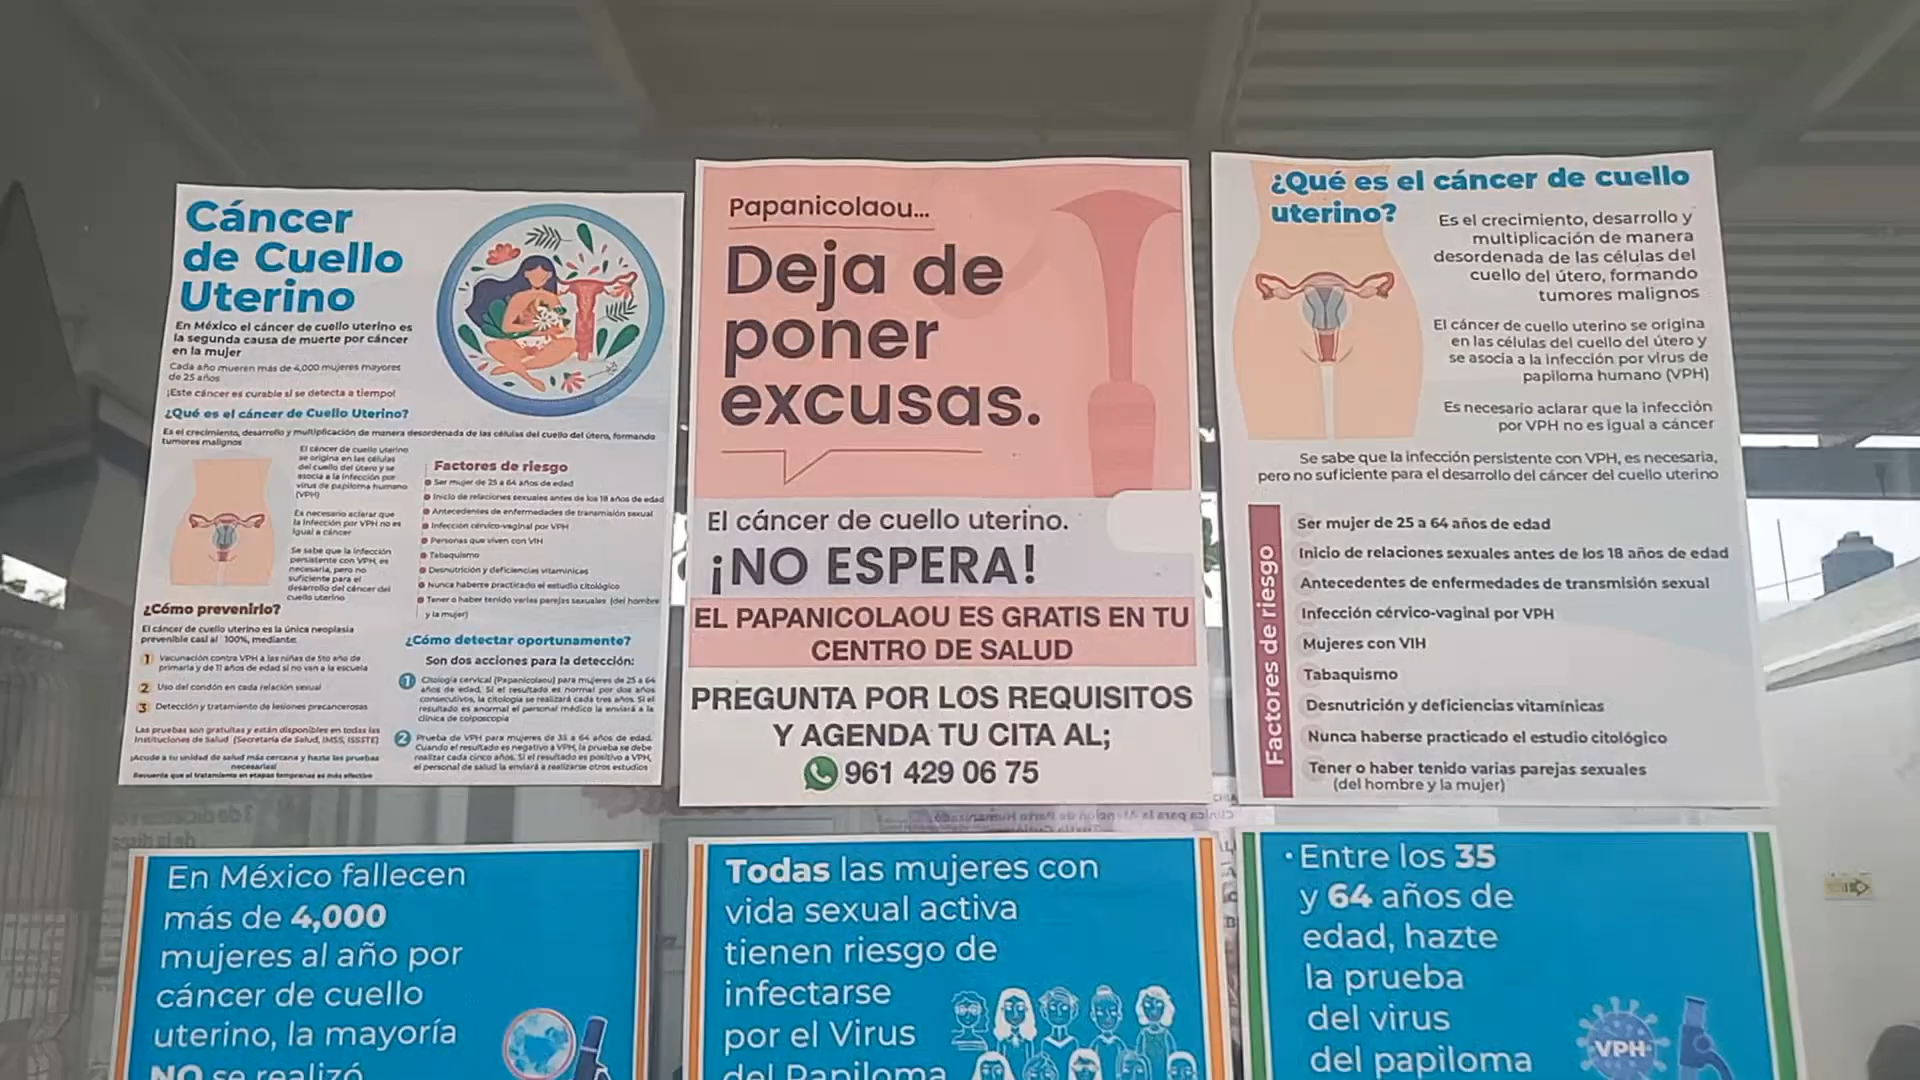 Cáncer
de Cuello
Uterino
En México el cáncer de cuello uterino es
la segunda causa de muerte por cáncer
en la mujer
Cada año mueren más de 4,000 mujeres mayores
de 25 años
¡Este cáncer es curable si se detecta a tiempo!
¿Qué es el cáncer de Cuello Uterino?
Es el crecimiento, desarrollo y multiplicación de manera desordenada de las células del cuello del útero, formando
tumores malignos
El cáncer de cuello uterino
se origina en las células
del cuello del útero y se
asocia a la infección por
virus de papiloma humano
(VPH)
Es necesario aclarar que
la infección por VPH no es
igual a cáncer
Se sabe que la infección
persistente con VPH, es
necesaria, pero no
suficiente para el
desarrollo del cáncer del
cuello uterino
Factores de riesgo
Ser mujer de 25 a 64 años de edad
Inicio de relaciones sexuales antes de los 18 años de edad
Antecedentes de enfermedades de transmisión sexual
Infección cérvico-vaginal por VPH
Personas que viven con VIH
Tabaquismo
Desnutrición y deficiencias vitamínicas
Nunca haberse practicado el estudio citológico
Tener o haber tenido varias parejas sexuales (del hombre
y la mujer)
¿Cómo prevenirlo?
El cáncer de cuello uterino es la única neoplasia
prevenible casi al 100%, mediante:
1 Vacunación contra VPH a las niñas de 5to año de
primaria y de 11 años de edad si no van a la escuela
2 Uso del condón en cada relación sexual
3 Detección y tratamiento de lesiones precancerosas
Las pruebas son gratuitas y están disponibles en todas las
Instituciones de Salud (Secretaría de Salud, IMSS, ISSSTE)
¡Acude a tu unidad de salud más cercana y hazte las pruebas
necesarias!
Recuerda que el tratamiento en etapas tempranas es más efectivo
¿Cómo detectar oportunamente?
Son dos acciones para la detección:
1 Citología cervical (Papanicolaou) para mujeres de 25 a 64
años de edad. Si el resultado es normal por dos años
consecutivos, la citología se realizará cada tres años. Si el
resultado es anormal el personal médico la enviará a la
clínica de colposcopia
2 Prueba de VPH para mujeres de 35 a 64 años de edad.
Cuando el resultado es negativo a VPH, la prueba se debe
realizar cada cinco años. Si el resultado es positivo a VPH,
el personal de salud la enviará a realizarse otros estudios
Papanicolaou...
Deja de
poner
excusas.
El cáncer de cuello uterino.
¡NO ESPERA!
EL PAPANICOLAOU ES GRATIS EN TU
CENTRO DE SALUD
PREGUNTA POR LOS REQUISITOS
Y AGENDA TU CITA AL;
961 429 06 75
¿Qué es el cáncer de cuello
uterino?
Es el crecimiento, desarrollo y
multiplicación de manera
desordenada de las células del
cuello del útero, formando
tumores malignos
El cáncer de cuello uterino se origina
en las células del cuello del útero y
se asocia a la infección por virus de
papiloma humano (VPH)
Es necesario aclarar que la infección
por VPH no es igual a cáncer
Se sabe que la infección persistente con VPH, es necesaria,
pero no suficiente para el desarrollo del cáncer del cuello uterino
Factores de riesgo
Ser mujer de 25 a 64 años de edad
Inicio de relaciones sexuales antes de los 18 años de edad
Antecedentes de enfermedades de transmisión sexual
Infección cérvico-vaginal por VPH
Mujeres con VIH
Tabaquismo
Desnutrición y deficiencias vitamínicas
Nunca haberse practicado el estudio citológico
Tener o haber tenido varias parejas sexuales
(del hombre y la mujer)
En México fallecen
más de 4,000
mujeres al año por
cáncer de cuello
uterino, la mayoría
NO se realizó
Todas las mujeres con
vida sexual activa
tienen riesgo de
infectarse
por el Virus
del Papiloma
• Entre los 35
y 64 años de
edad, hazte
la prueba
del virus
del papiloma
VPH